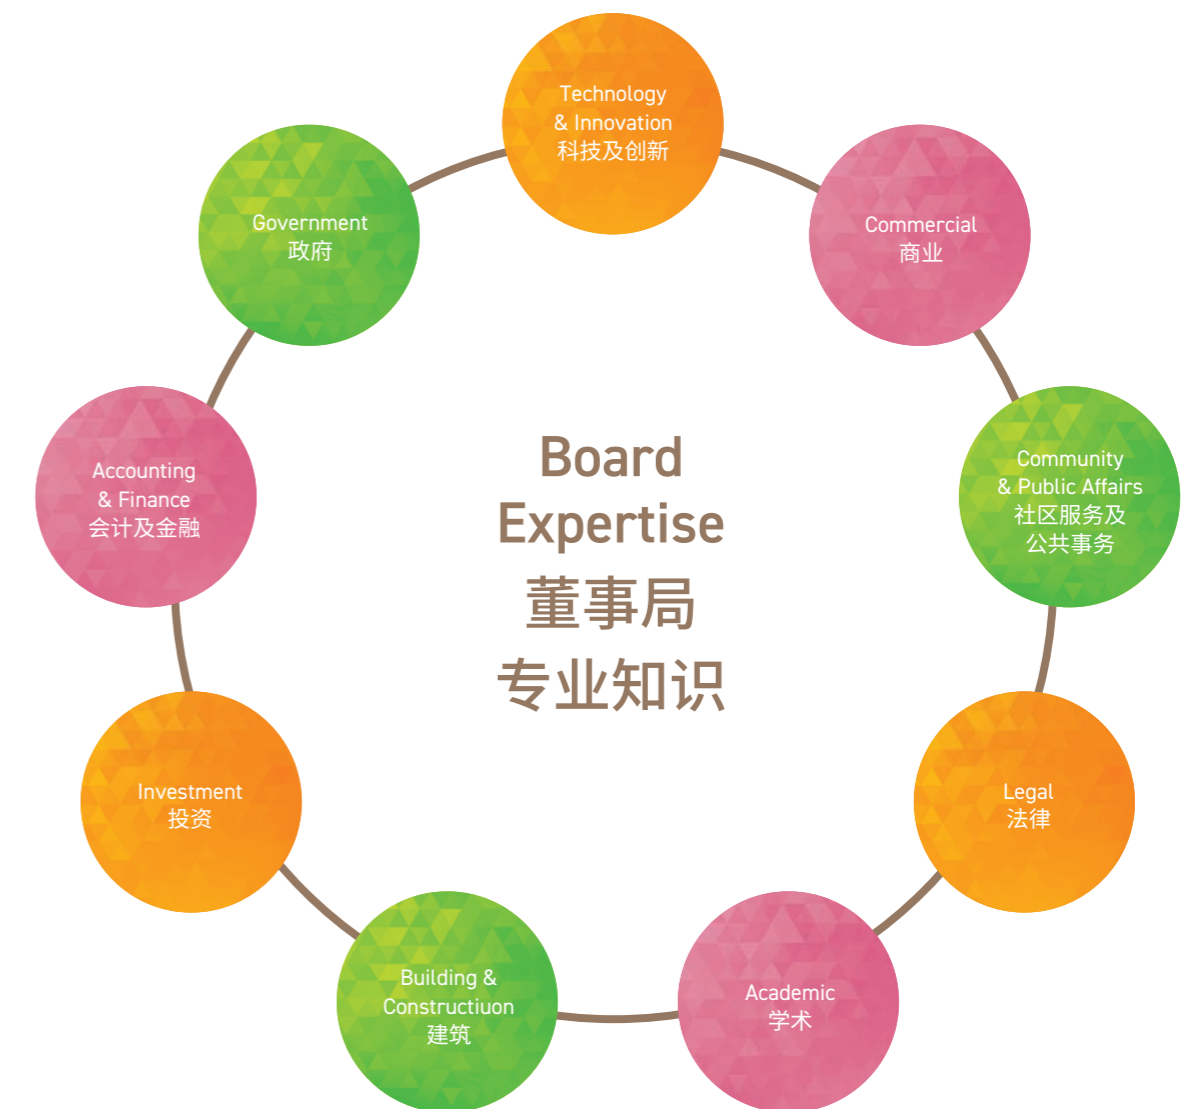 Technology
& Innovation
科技及创新
Commercial
商业
Community
& Public Affairs
社区服务及
公共事务
Legal
法律
Academic
学术
Building &
Constructiuon
建筑
Investment
投资
Accounting
& Finance
会计及金融
Government
政府
Board
Expertise
董事局
专业知识